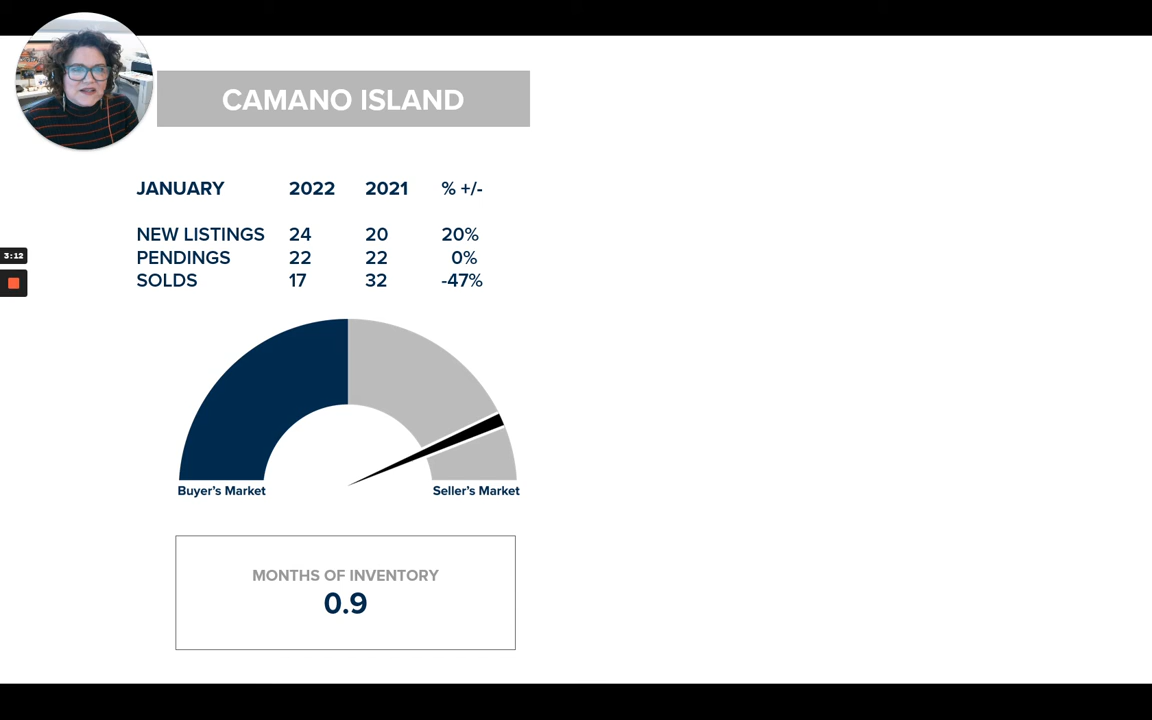 CAMANO ISLAND
JANUARY 2022 2021 % +/-
NEW LISTINGS 24 20 20%
PENDINGS 22 22 0%
SOLDS 17 32 -47%
3:12
Buyer's Market Seller's Market
MONTHS OF INVENTORY
0.9